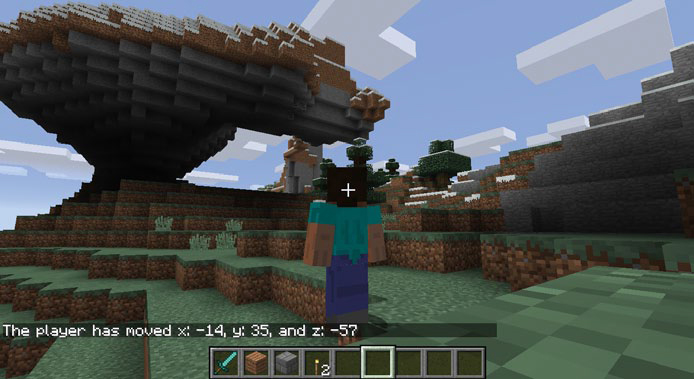 The player has moved x: -14, y: 35, and z: -57
2